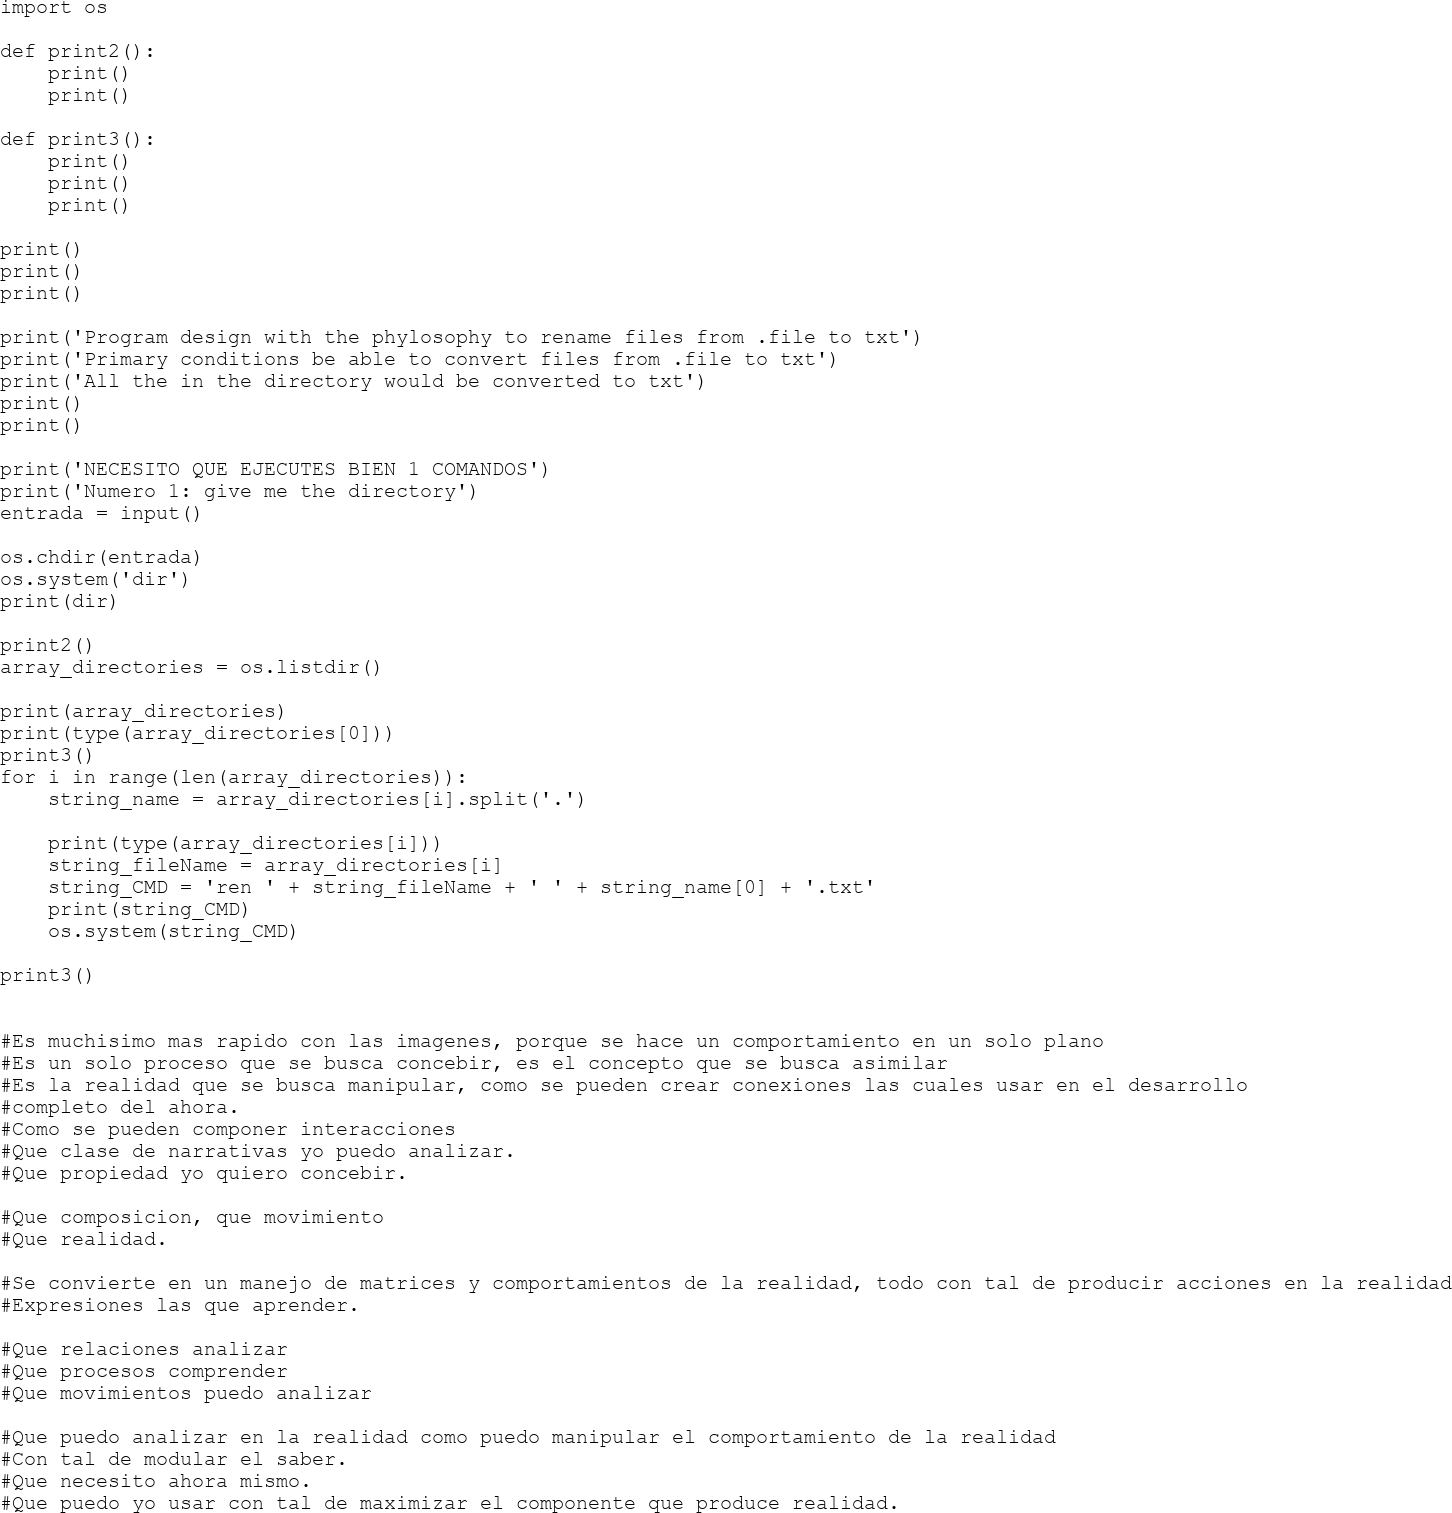 import os

def print2():
    print()
    print()

def print3():
    print()
    print()
    print()

print()
print()
print()

print('Program design with the phylosophy to rename files from .file to txt')
print('Primary conditions be able to convert files from .file to txt')
print('All the in the directory would be converted to txt')
print()
print()

print('NECESITO QUE EJECUTES BIEN 1 COMANDOS')
print('Numero 1: give me the directory')
entrada = input()

os.chdir(entrada)
os.system('dir')
print(dir)

print2()
array_directories = os.listdir()

print(array_directories)
print(type(array_directories[0]))
print3()
for i in range(len(array_directories)):
    string_name = array_directories[i].split('.')

    print(type(array_directories[i]))
    string_fileName = array_directories[i]
    string_CMD = 'ren ' + string_fileName + ' ' + string_name[0] + '.txt'
    print(string_CMD)
    os.system(string_CMD)

print3()


#Es muchisimo mas rapido con las imagenes, porque se hace un comportamiento en un solo plano
#Es un solo proceso que se busca concebir, es el concepto que se busca asimilar
#Es la realidad que se busca manipular, como se pueden crear conexiones las cuales usar en el desarrollo
#completo del ahora.
#Como se pueden componer interacciones
#Que clase de narrativas yo puedo analizar.
#Que propiedad yo quiero concebir.

#Que composicion, que movimiento
#Que realidad.

#Se convierte en un manejo de matrices y comportamientos de la realidad, todo con tal de producir acciones en la realidad
#Expresiones las que aprender.

#Que relaciones analizar
#Que procesos comprender
#Que movimientos puedo analizar

#Que puedo analizar en la realidad como puedo manipular el comportamiento de la realidad
#Con tal de modular el saber.
#Que necesito ahora mismo.
#Que puedo yo usar con tal de maximizar el componente que produce realidad.